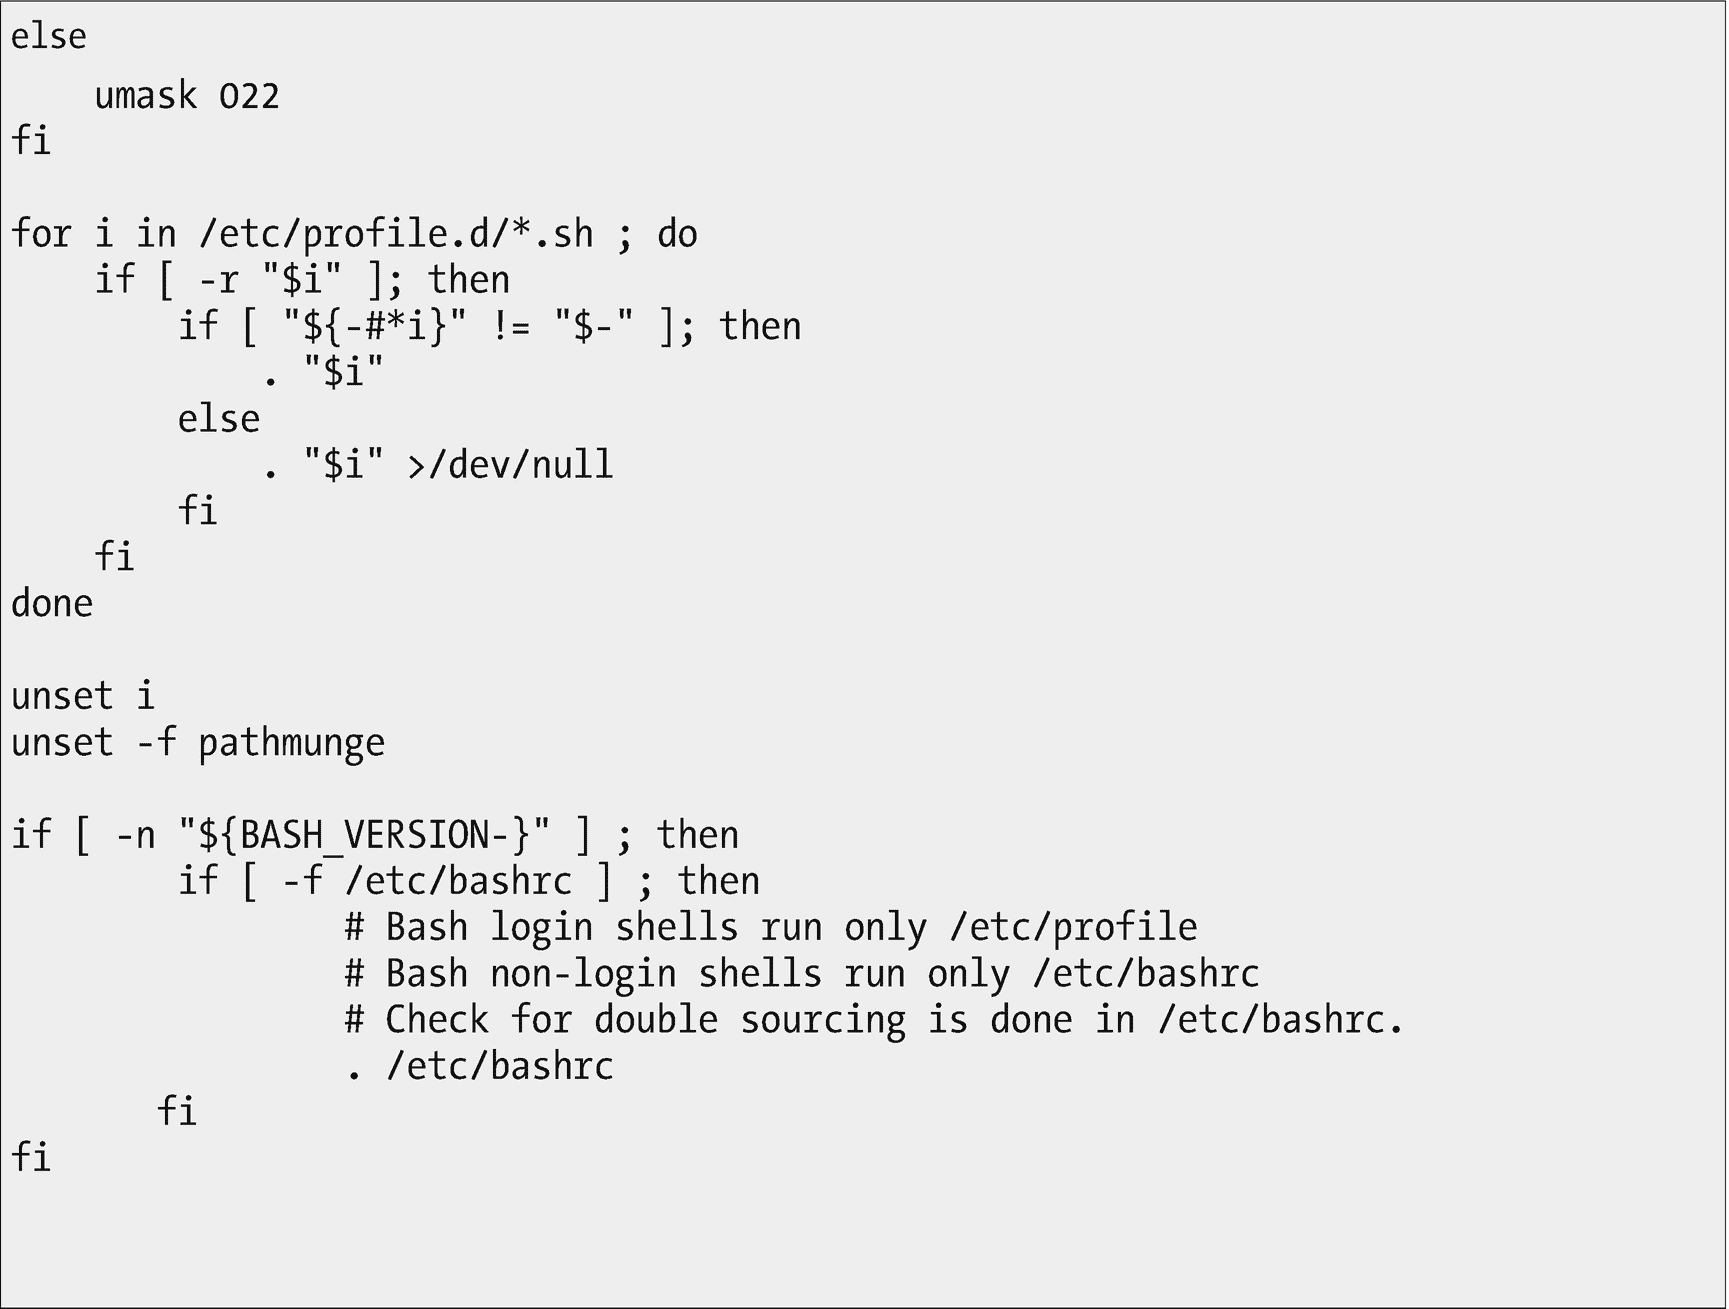 else
    umask 022
fi

for i in /etc/profile.d/*.sh ; do
    if [ -r "$i" ]; then
        if [ "${-#*i}" != "$-" ]; then
            . "$i"
        else
            . "$i" >/dev/null
        fi
    fi
done

unset i
unset -f pathmunge

if [ -n "${BASH_VERSION-}" ] ; then
        if [ -f /etc/bashrc ] ; then
                # Bash login shells run only /etc/profile
                # Bash non-login shells run only /etc/bashrc
                # Check for double sourcing is done in /etc/bashrc.
                . /etc/bashrc
       fi
fi